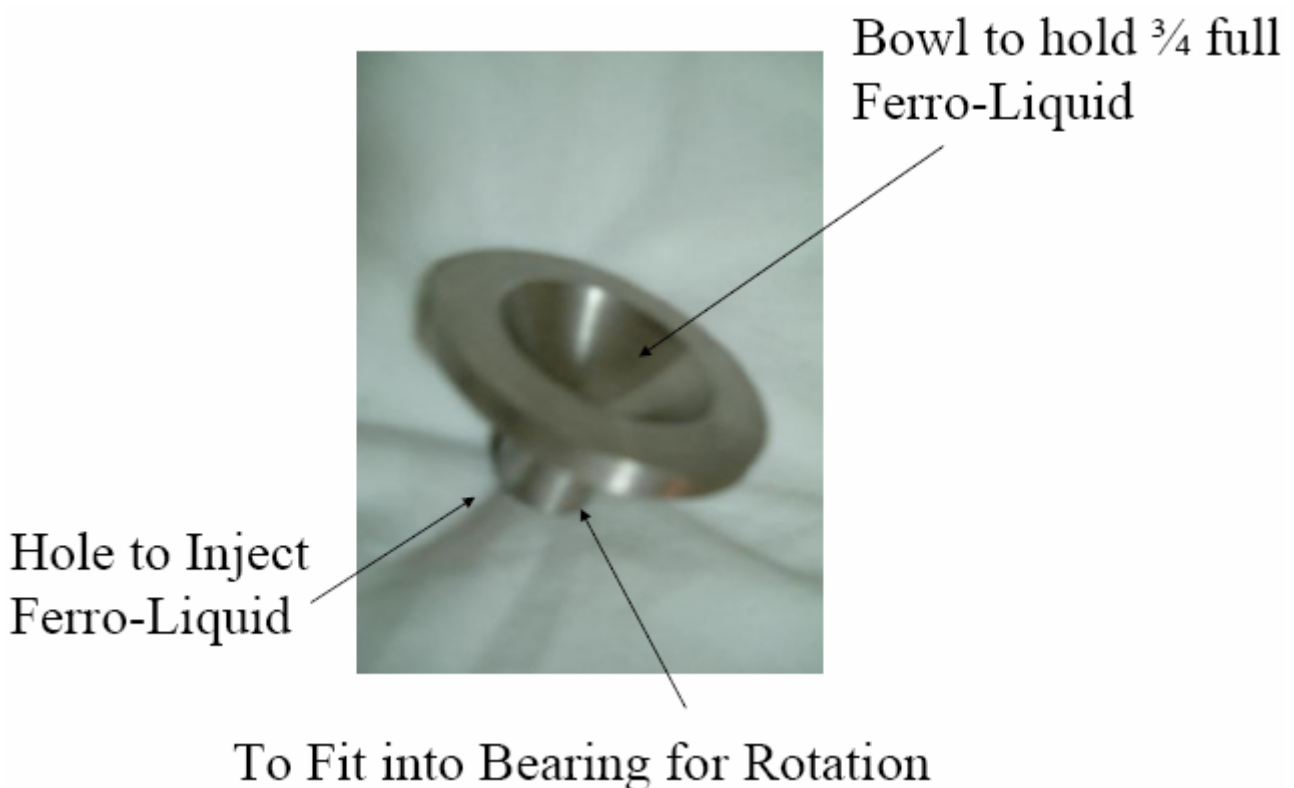 Bowl to hold ¾ full
Ferro-Liquid
Hole to Inject
Ferro-Liquid
To Fit into Bearing for Rotation